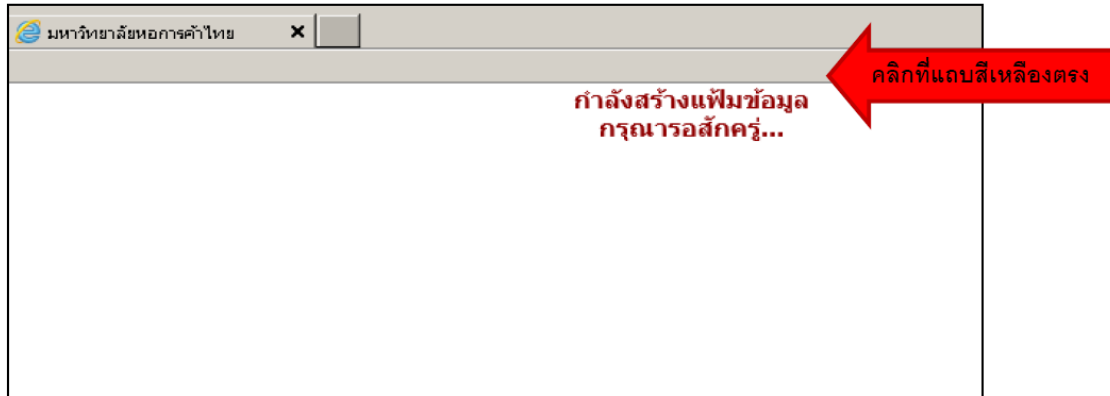 มหาวิทยาลัยหอการค้าไทย
คลิกที่แถบสีเหลืองตรง
กำลังสร้างแฟ้มข้อมูล
กรุณารอสักครู่...